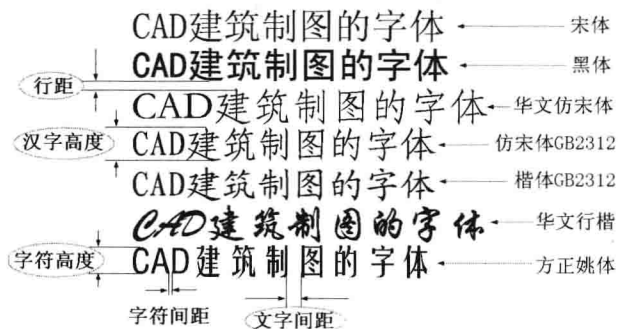 CAD建筑制图的字体 宋体
CAD建筑制图的字体 黑体
行距
CAD建筑制图的字体 华文仿宋体
汉字高度
CAD建筑制图的字体 仿宋体GB2312
CAD建筑制图的字体 楷体GB2312
CAD建筑制图的字体 华文行楷
字符高度
CAD建筑制图的字体 方正姚体
字符间距 文字间距